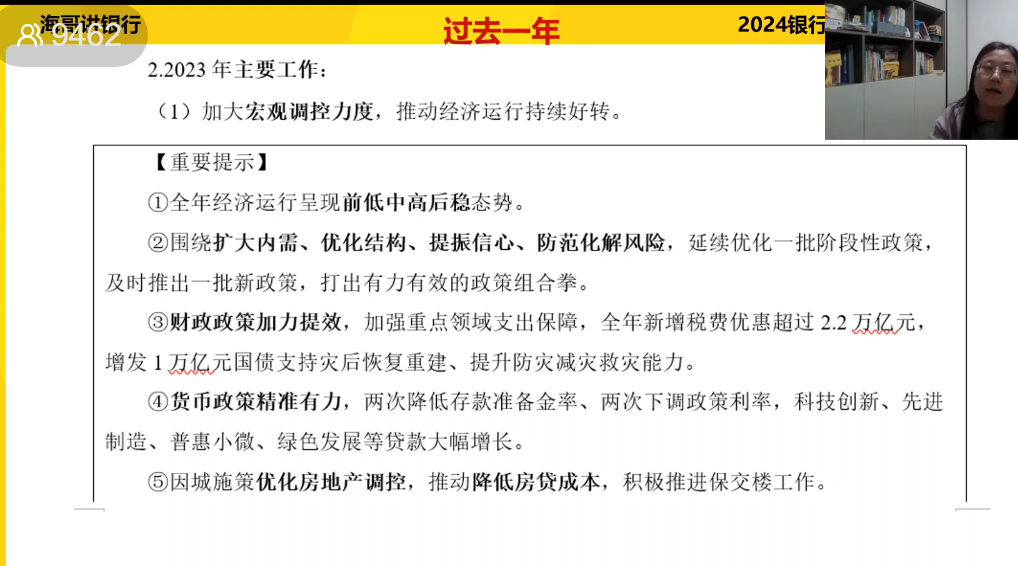 海哥讲银行
9462
过去一年
2024银行
2.2023 年主要工作：
（1）加大宏观调控力度，推动经济运行持续好转。
【重要提示】
①全年经济运行呈现前低中高后稳态势。
②围绕扩大内需、优化结构、提振信心、防范化解风险，延续优化一批阶段性政策，
及时推出一批新政策，打出有力有效的政策组合拳。
③财政政策加力提效，加强重点领域支出保障，全年新增税费优惠超过 2.2 万亿元，
增发 1 万亿元国债支持灾后恢复重建、提升防灾减灾救灾能力。
④货币政策精准有力，两次降低存款准备金率、两次下调政策利率，科技创新、先进
制造、普惠小微、绿色发展等贷款大幅增长。
⑤因城施策优化房地产调控，推动降低房贷成本，积极推进保交楼工作。